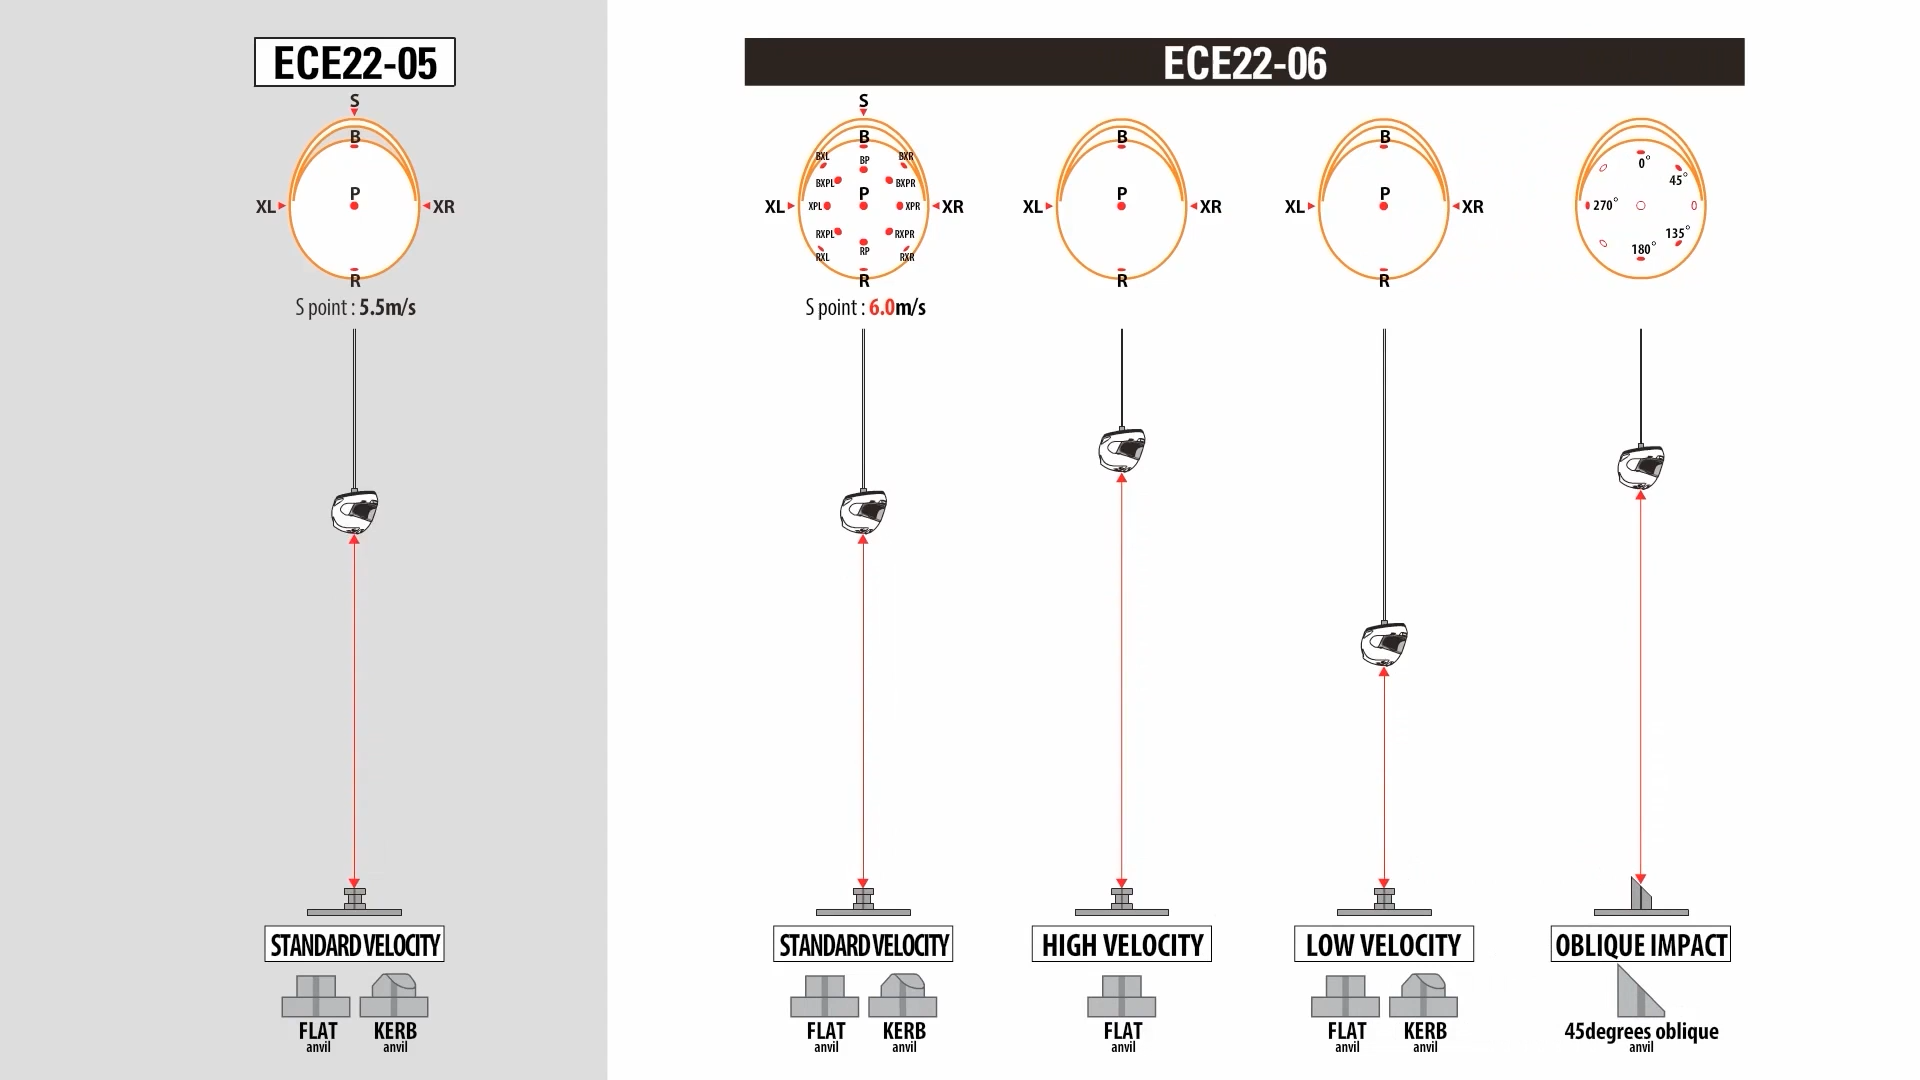 ECE22-05
S
B
P
XL
XR
R
S point : 5.5m/s
STANDARD VELOCITY
FLAT
anvil
KERB
anvil
ECE22-06
S
B
BXL
BP
BXR
BXPL
BXPR
P
XL
XPL
XPR
XR
RXPL
RXPR
RXL
RP
RXR
R
S point : 6.0m/s
STANDARD VELOCITY
FLAT
anvil
KERB
anvil
B
P
XL
XR
R
HIGH VELOCITY
FLAT
anvil
B
P
XL
XR
R
LOW VELOCITY
FLAT
anvil
KERB
anvil
0°
45°
270°
135°
180°
OBLIQUE IMPACT
45degrees oblique
anvil